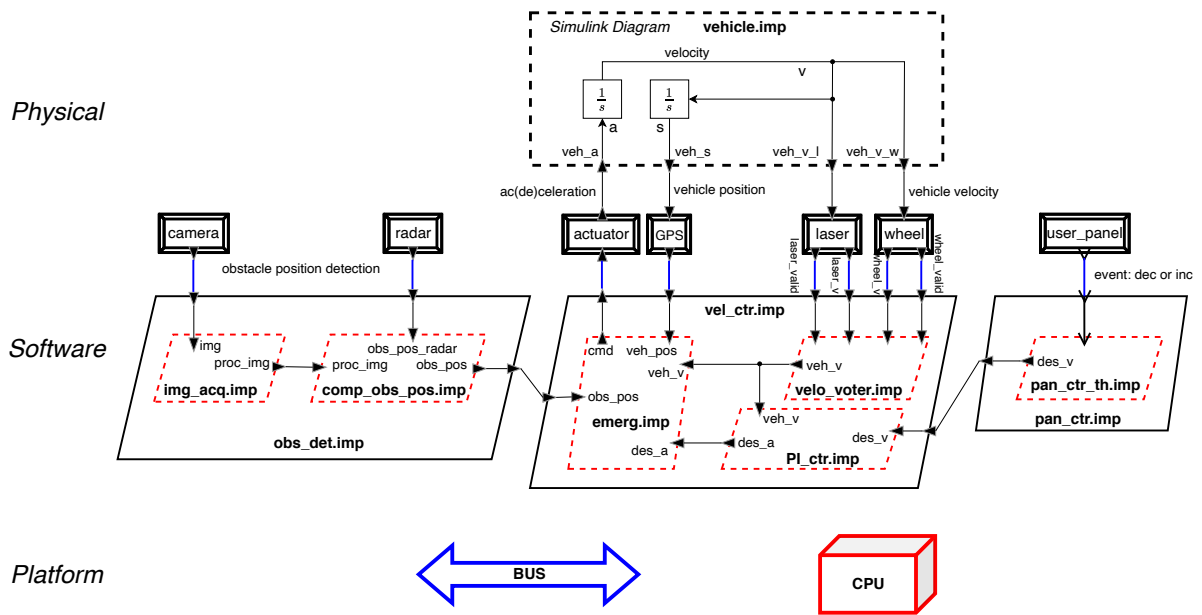 Simulink Diagram vehicle.imp
velocity
v
Physical
1/s
1/s
a
s
veh_a
veh_s
veh_v_l
veh_v_w
ac(de)celeration
vehicle position
vehicle velocity
camera
radar
actuator
GPS
laser
wheel
user_panel
obstacle position detection
laser_valid
laser_v
wheel_v
wheel_valid
event: dec or inc
Software
vel_ctr.imp
img
proc_img
img_acq.imp
obs_pos_radar
proc_img
obs_pos
comp_obs_pos.imp
obs_det.imp
cmd
veh_pos
veh_v
obs_pos
emerg.imp
des_a
veh_v
velo_voter.imp
veh_v
des_a
des_v
PI_ctr.imp
des_v
pan_ctr_th.imp
pan_ctr.imp
Platform
BUS
CPU